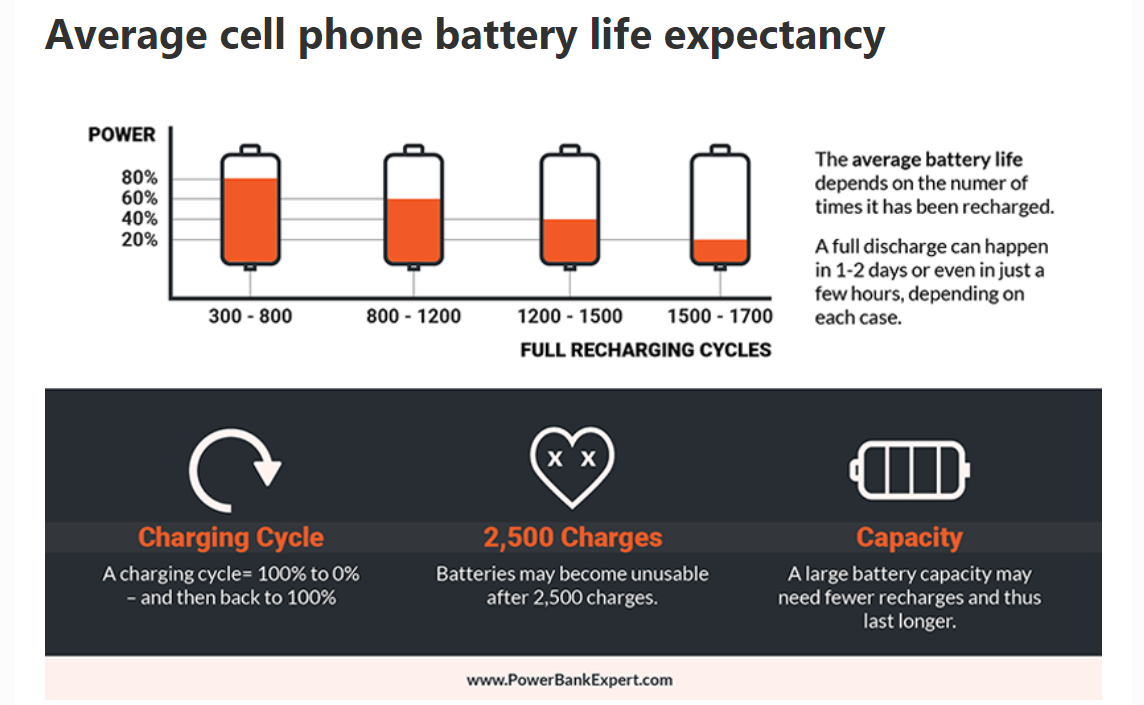 Average cell phone battery life expectancy
POWER
80%
60%
40%
20%
300 - 800
800 - 1200
1200 - 1500
1500 - 1700
FULL RECHARGING CYCLES
The average battery life
depends on the numer of
times it has been recharged.
A full discharge can happen
in 1-2 days or even in just a
few hours, depending on
each case.
Charging Cycle
A charging cycle= 100% to 0%
– and then back to 100%
x x
2,500 Charges
Batteries may become unusable
after 2,500 charges.
Capacity
A large battery capacity may
need fewer recharges and thus
last longer.
www.PowerBankExpert.com